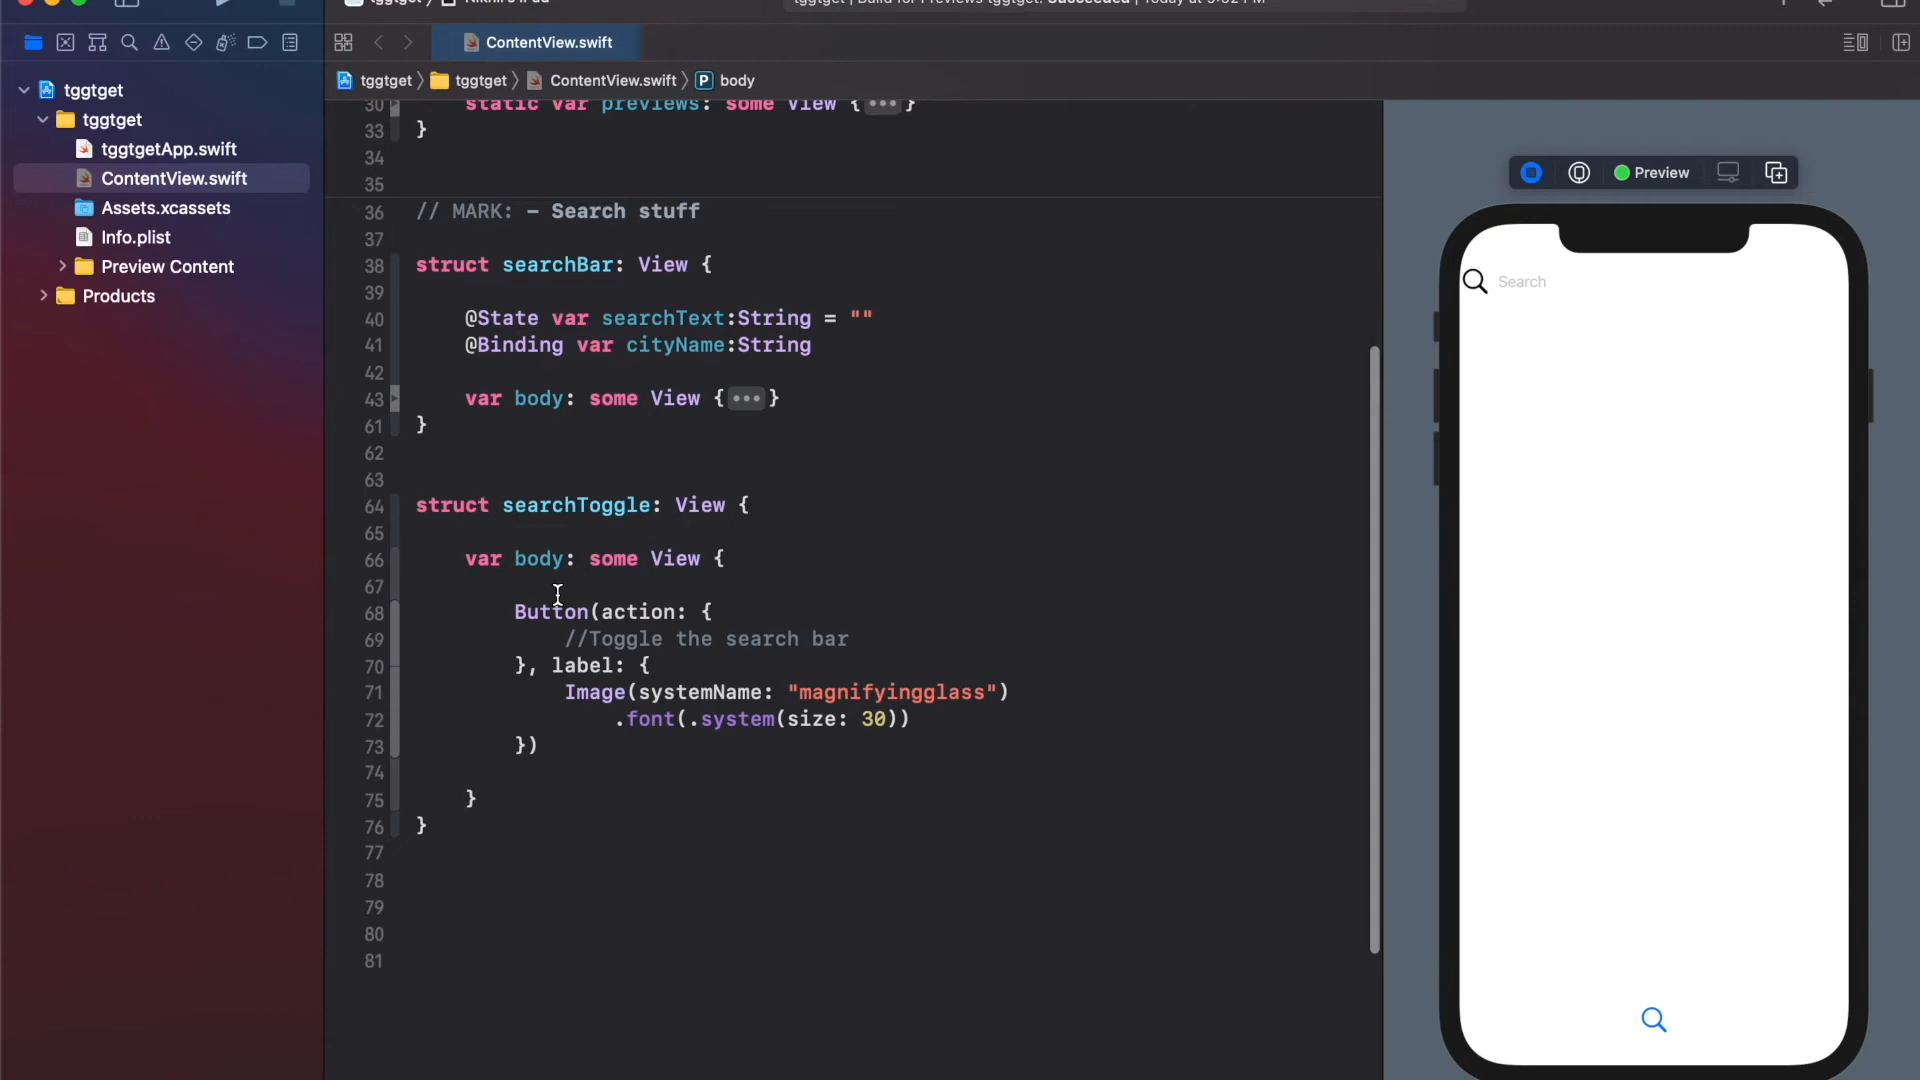 tggtget
ContentView.swift
tggtget
tggtget
ContentView.swift
P body
tggtget
tggtgetApp.swift
ContentView.swift
Assets.xcassets
Info.plist
Preview Content
Products
30 static var previews: some View {•••}
33 }
34
35
36 // MARK: - Search stuff
37
38 struct searchBar: View {
39
40 @State var searchText:String = ""
41 @Binding var cityName:String
42
43 var body: some View {•••}
61 }
62
63
64 struct searchToggle: View {
65
66 var body: some View {
67
68 Button(action: {
69 //Toggle the search bar
70 }, label: {
71 Image(systemName: "magnifyingglass")
72 .font(.system(size: 30))
73 })
74
75 }
76 }
77
78
79
80
81
Preview
Search